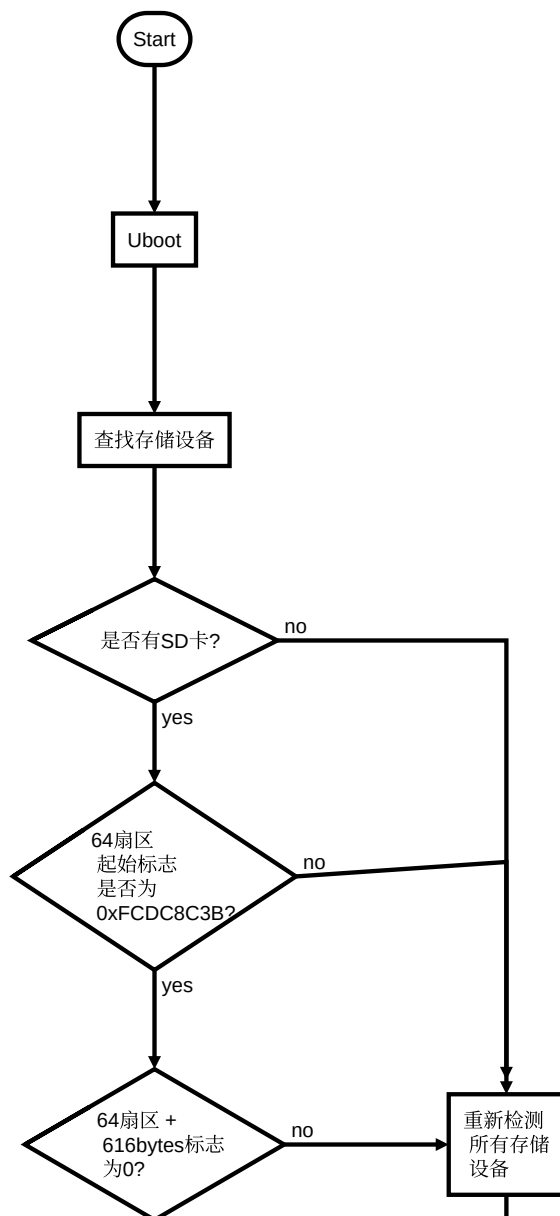 Start
Uboot
查找存储设备
是否有SD卡?
no
yes
64扇区
起始标志
是否为
0xFCDC8C3B?
no
yes
64扇区 +
616bytes标志
为0?
no
重新检测
所有存储
设备